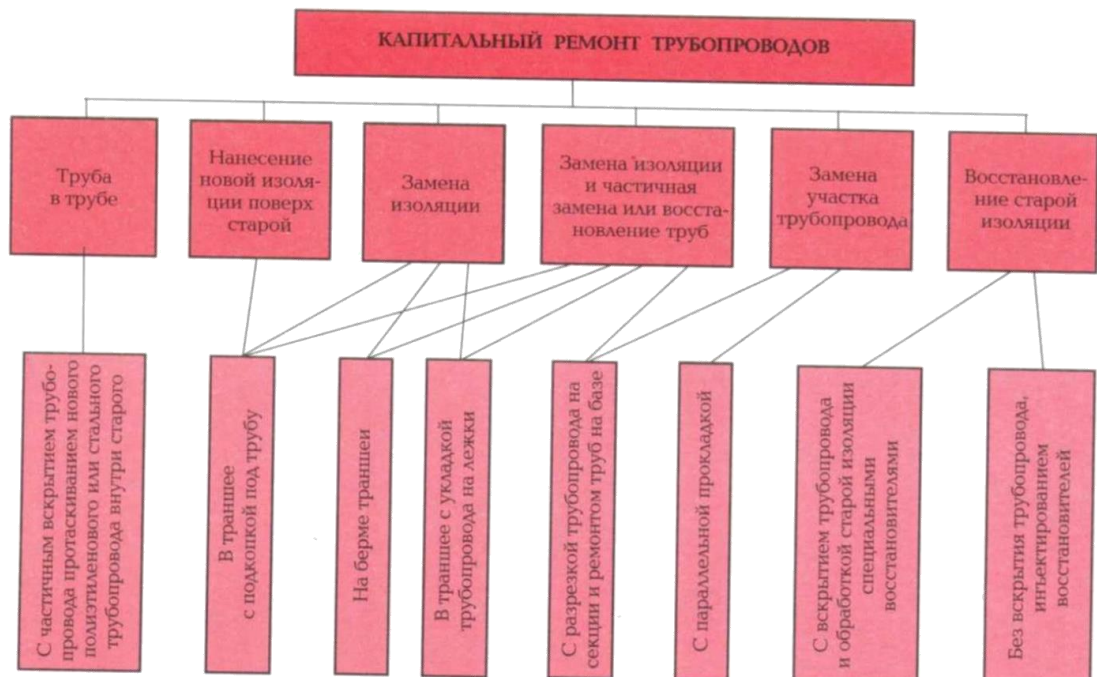 КАПИТАЛЬНЫЙ РЕМОНТ ТРУБОПРОВОДОВ
Труба
в трубе
Нанесение
новой изоля-
ции поверх
старой
Замена
изоляции
Замена изоляции
и частичная
замена или восста-
новление труб
Замена
участка
трубопровода
Восстановле-
ние старой
изоляции
С частичным вскрытием трубо-
провода протаскиванием нового
полиэтиленового или стального
трубопровода внутри старого
В траншее
с подкопкой под трубу
На берме траншеи
В траншее с укладкой
трубопровода на лежки
С разрезкой трубопровода на
секции и ремонтом труб на базе
С параллельной прокладкой
С вскрытием трубопровода
и обработкой старой изоляции
специальными
восстановителями
Без вскрытия трубопровода,
инъектированием
восстановителей